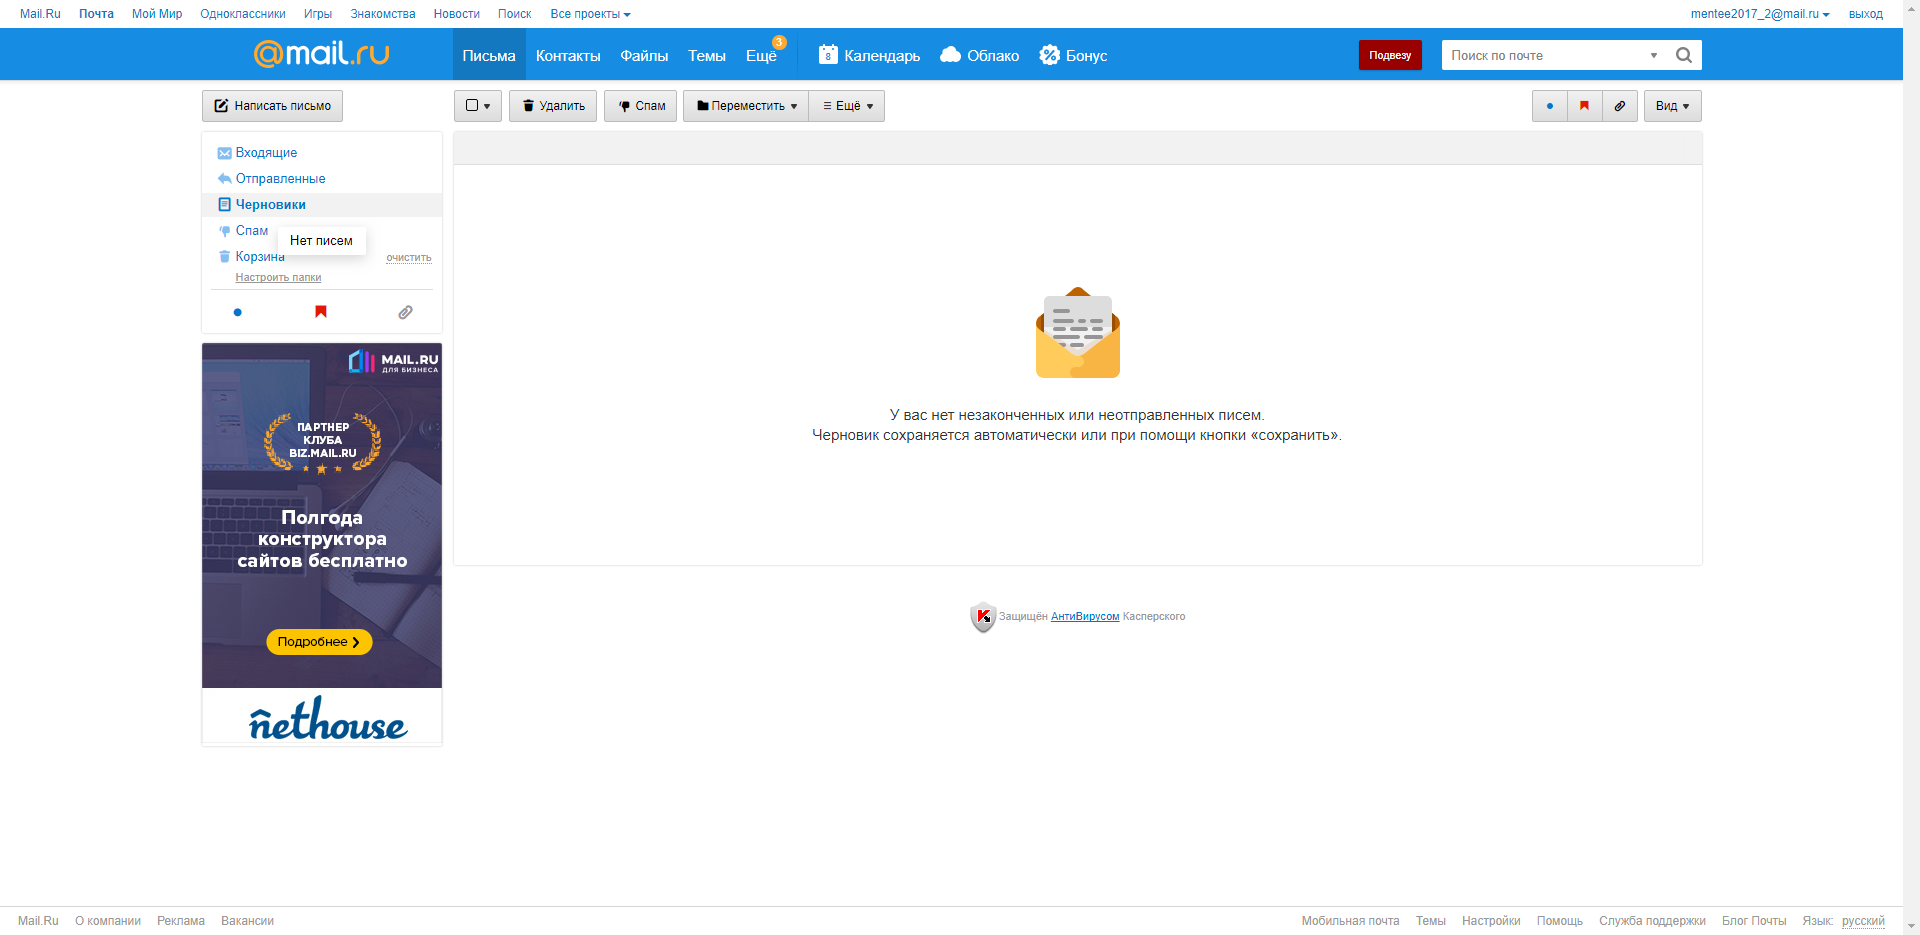 Mail.Ru Почта Мой Мир Одноклассники Игры Знакомства Новости Поиск Все проекты
mentee2017_2@mail.ru выход
@mail.ru
Письма Контакты Файлы Темы Ещё 3 8 Календарь Облако Бонус
Подвезу
Поиск по почте
Написать письмо
Удалить Спам Переместить Ещё
Вид
Входящие
Отправленные
Черновики
Спам
Нет писем
Корзина очистить
Настроить папки
MAIL.RU
ДЛЯ БИЗНЕСА
ПАРТНЕР
КЛУБА
BIZ.MAIL.RU
Полгода
конструктора
сайтов бесплатно
Подробнее
nethouse
У вас нет незаконченных или неотправленных писем.
Черновик сохраняется автоматически или при помощи кнопки «сохранить».
Защищён АнтиВирусом Касперского
Mail.Ru О компании Реклама Вакансии
Мобильная почта Темы Настройки Помощь Служба поддержки Блог Почты Язык: русский